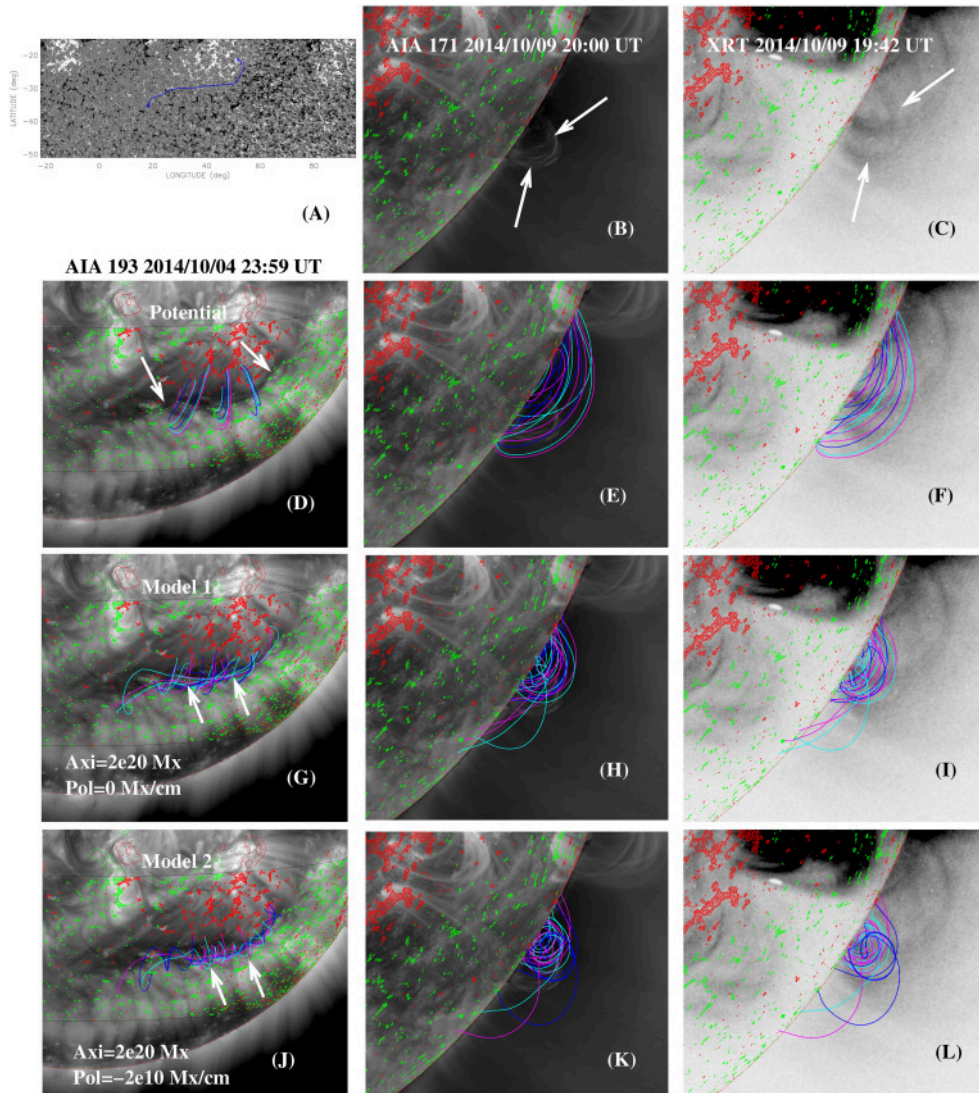 -20
-30
-40
-50
LATITUDE (deg)
-20 0 20 40 60 80
LONGITUDE (deg)
(A)
AIA 171 2014/10/09 20:00 UT
(B)
XRT 2014/10/09 19:42 UT
(C)
AIA 193 2014/10/04 23:59 UT
Potential
(D)
(E)
(F)
Model 1
Axi=2e20 Mx
Pol=0 Mx/cm
(G)
(H)
(I)
Model 2
Axi=2e20 Mx
Pol=−2e10 Mx/cm
(J)
(K)
(L)